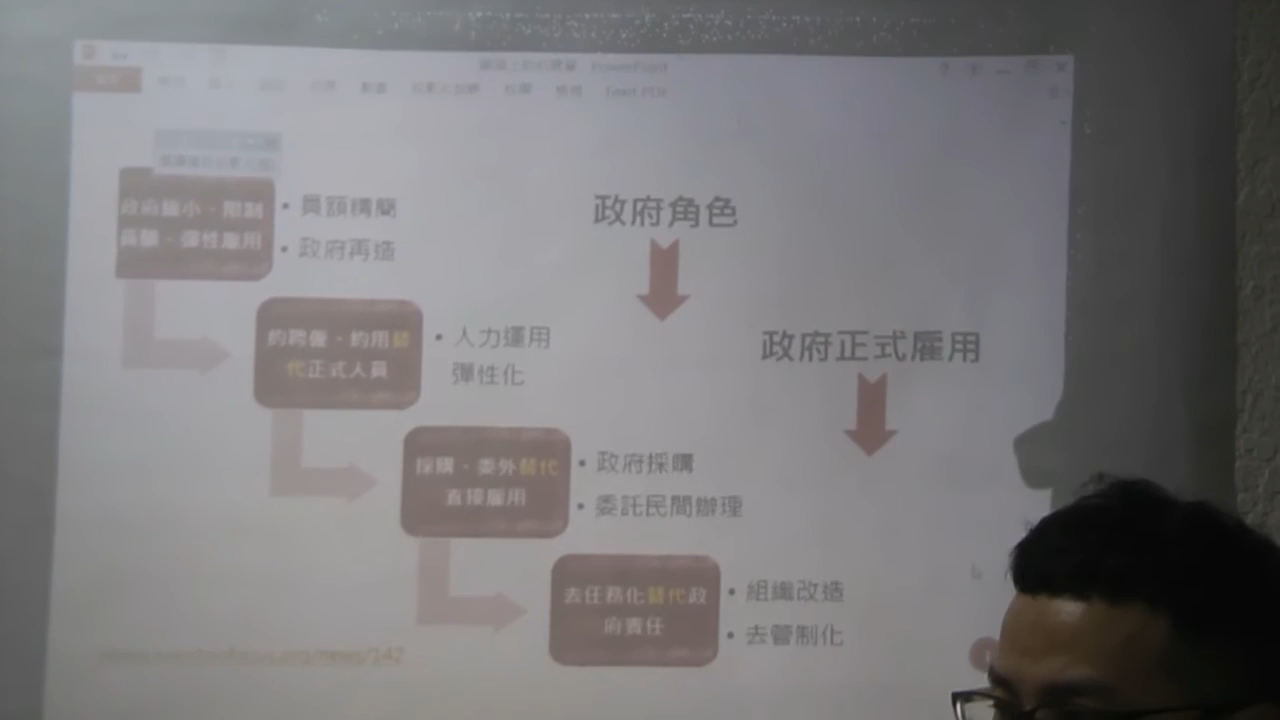 PowerPoint
政府縮小、限制
員額、彈性雇用
• 員額精簡
• 政府再造
政府角色
約聘僱、約用替
代正式人員
• 人力運用
彈性化
政府正式雇用
採購、委外替代
直接雇用
• 政府採購
• 委託民間辦理
去任務化替代政
府責任
• 組織改造
• 去管制化